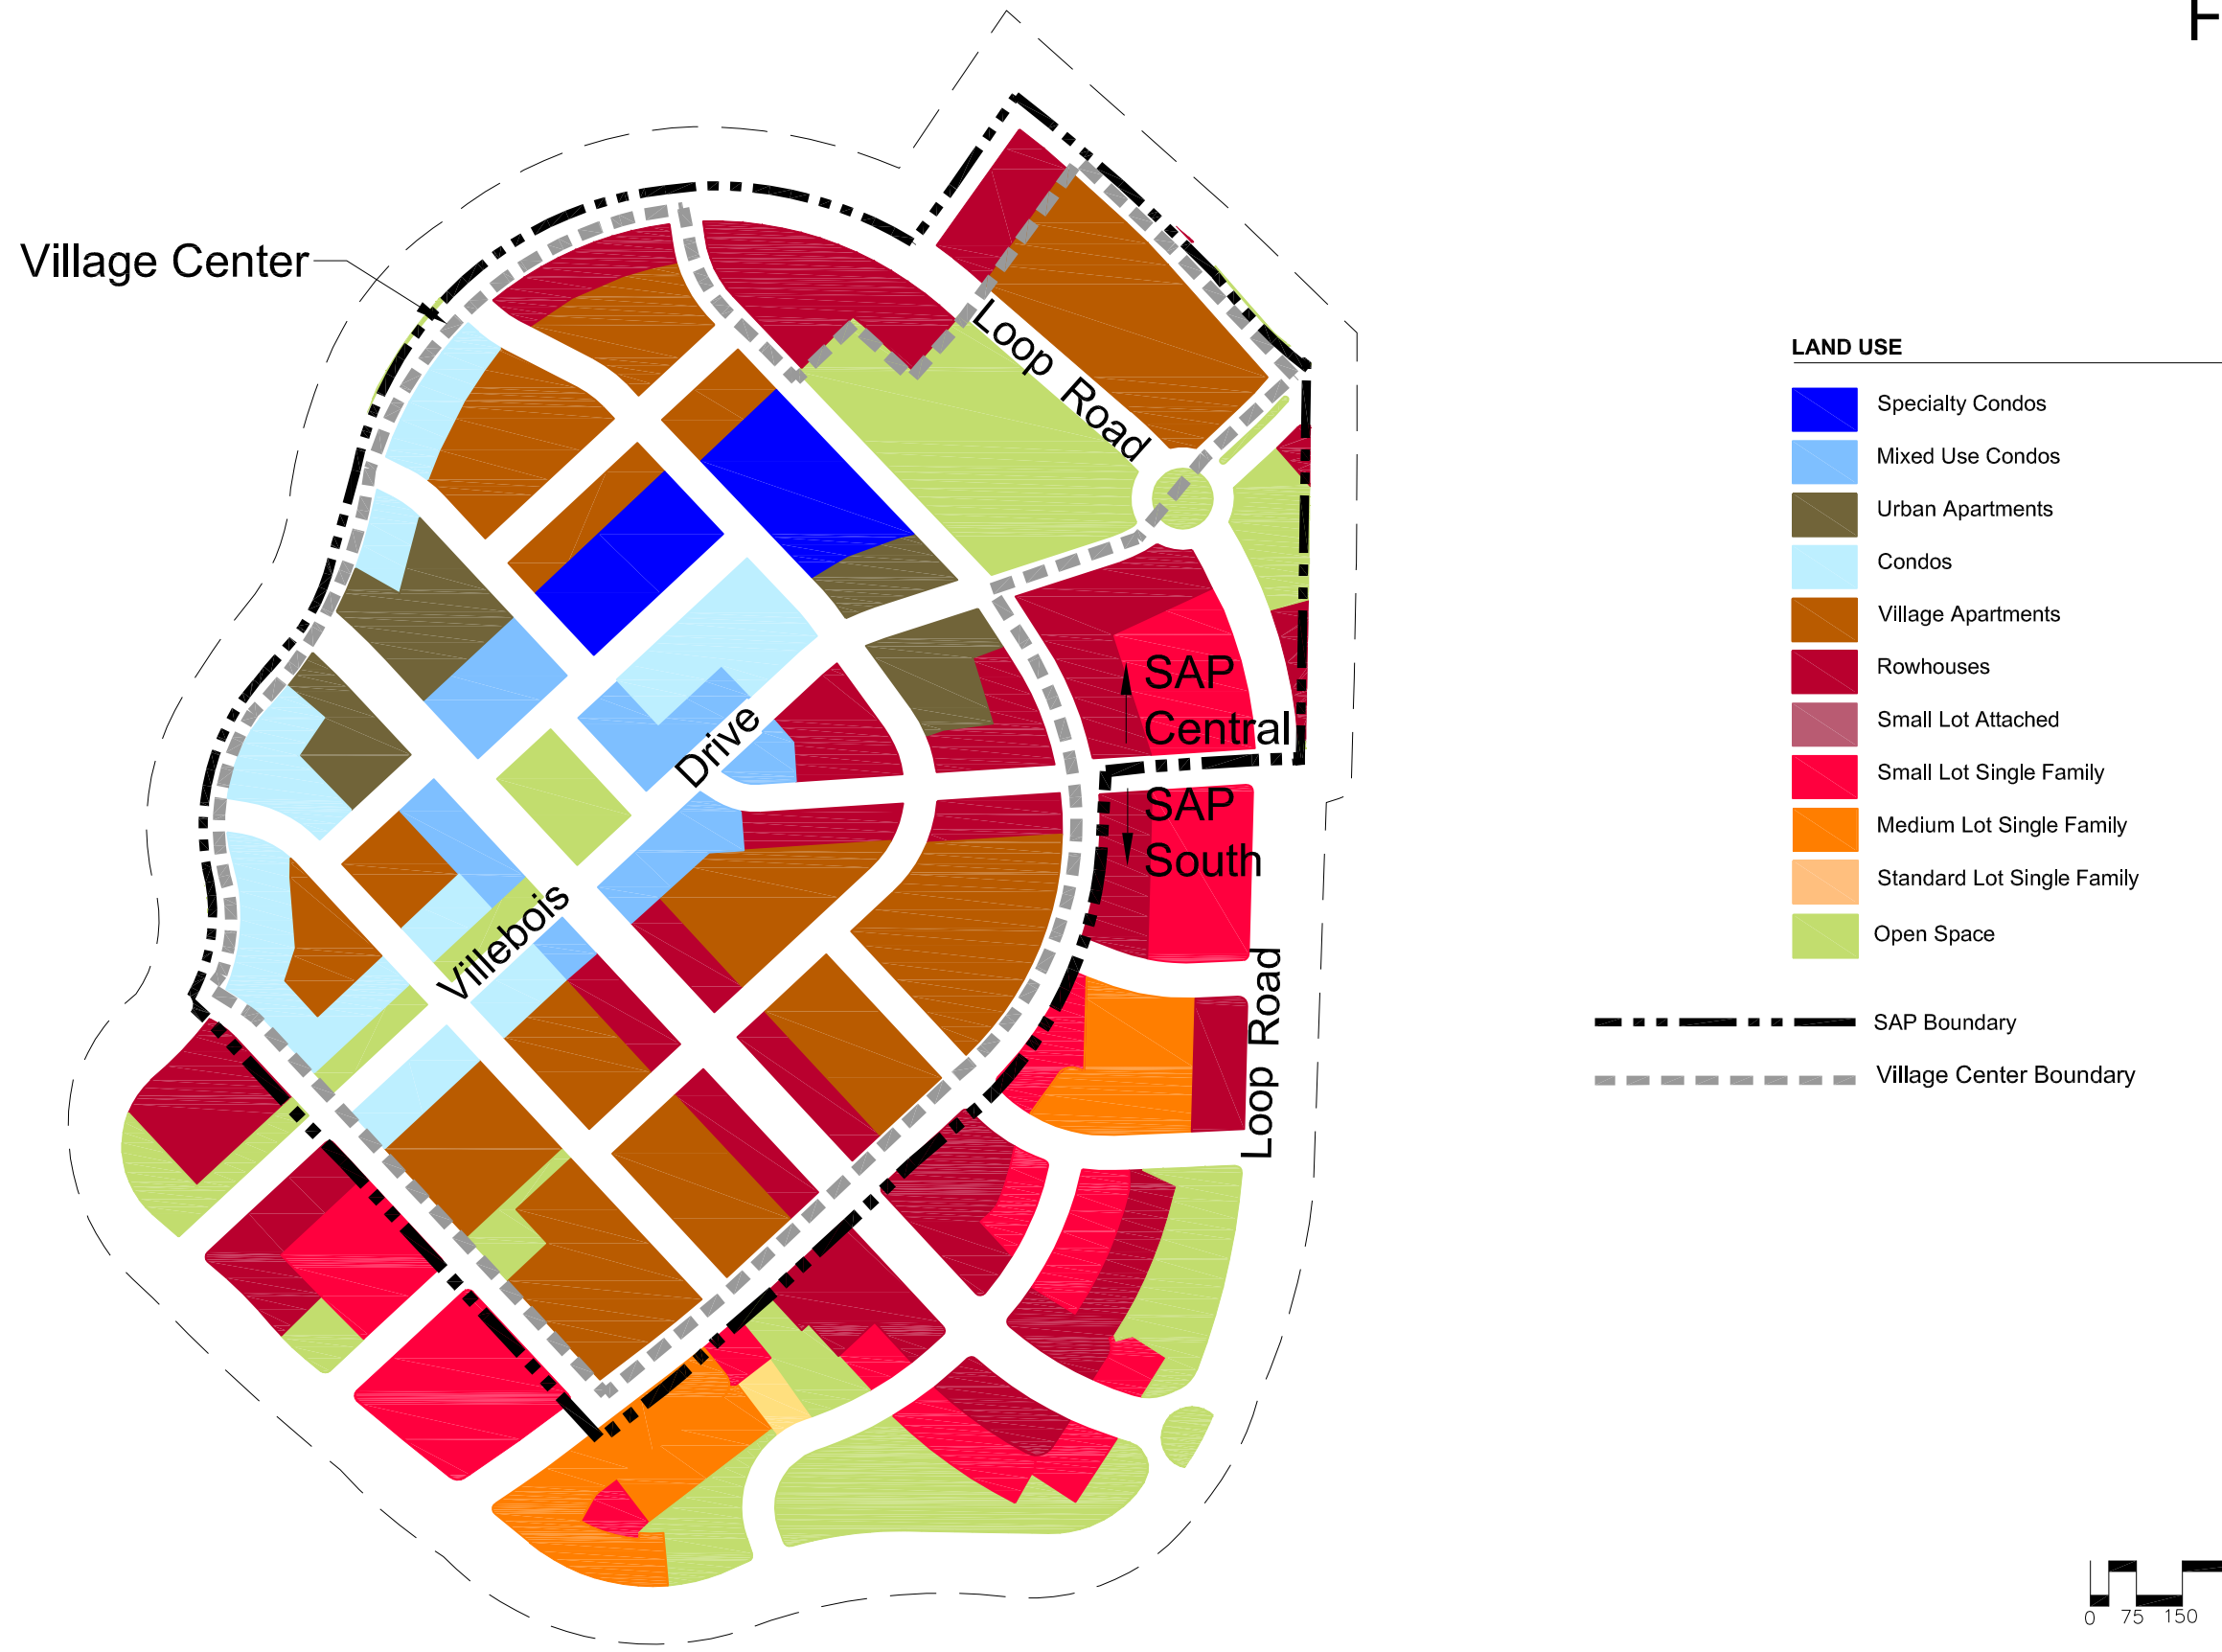 Village Center
Loop Road
LAND USE
Specialty Condos
Mixed Use Condos
Urban Apartments
Condos
Village Apartments
Rowhouses
Small Lot Attached
Small Lot Single Family
Medium Lot Single Family
Standard Lot Single Family
Open Space
SAP Boundary
Village Center Boundary
SAP
Central
SAP
South
Villebois Drive
Loop Road
0 75 150